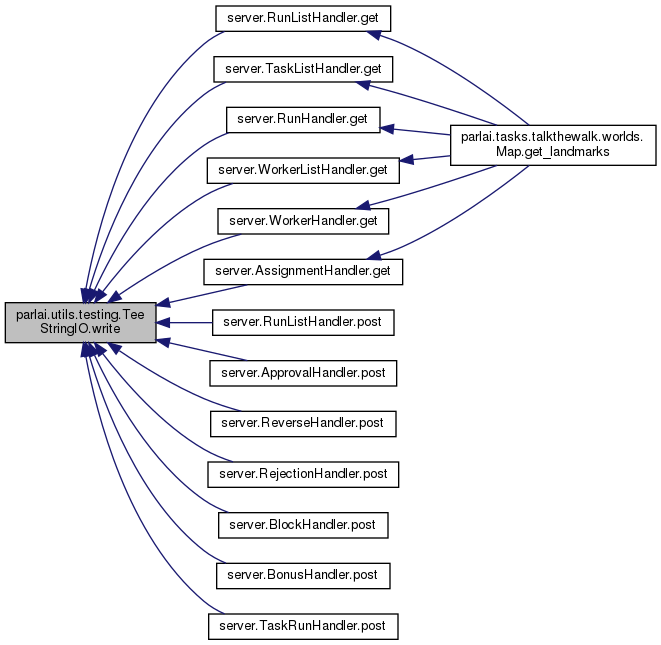 server.RunListHandler.get
server.TaskListHandler.get
server.RunHandler.get
parlai.tasks.talkthewalk.worlds.
Map.get_landmarks
server.WorkerListHandler.get
server.WorkerHandler.get
server.AssignmentHandler.get
parlai.utils.testing.Tee
StringIO.write
server.RunListHandler.post
server.ApprovalHandler.post
server.ReverseHandler.post
server.RejectionHandler.post
server.BlockHandler.post
server.BonusHandler.post
server.TaskRunHandler.post